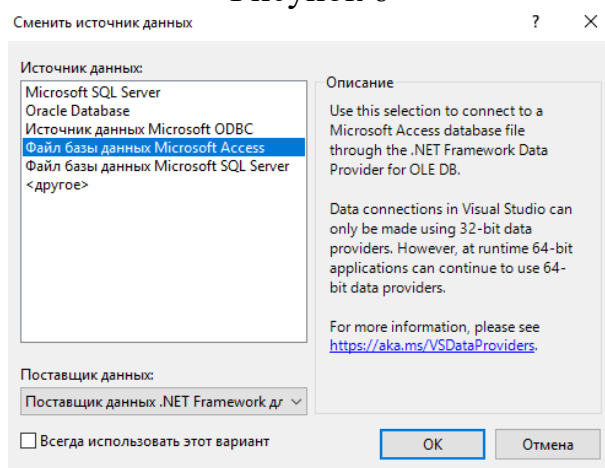 Сменить источник данных
?
Источник данных:
Microsoft SQL Server
Oracle Database
Источник данных Microsoft ODBC
Файл базы данных Microsoft Access
Файл базы данных Microsoft SQL Server
<другое>
Описание
Use this selection to connect to a
Microsoft Access database file
through the .NET Framework Data
Provider for OLE DB.
Data connections in Visual Studio can
only be made using 32-bit data
providers. However, at runtime 64-bit
applications can continue to use 64-
bit data providers.
For more information, please see
https://aka.ms/VSDataProviders.
Поставщик данных:
Поставщик данных .NET Framework
Всегда использовать этот вариант
OK
Отмена